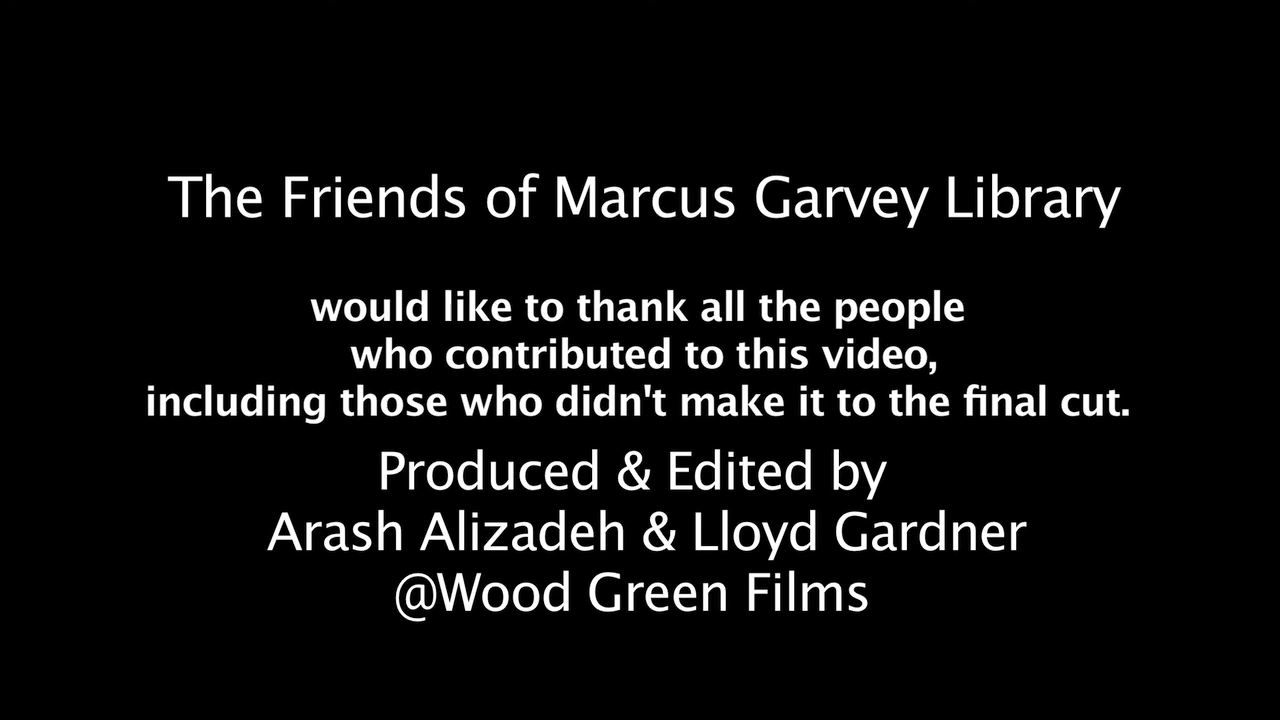 The Friends of Marcus Garvey Library
would like to thank all the people
who contributed to this video,
including those who didn't make it to the final cut.
Produced & Edited by
Arash Alizadeh & Lloyd Gardner
@Wood Green Films